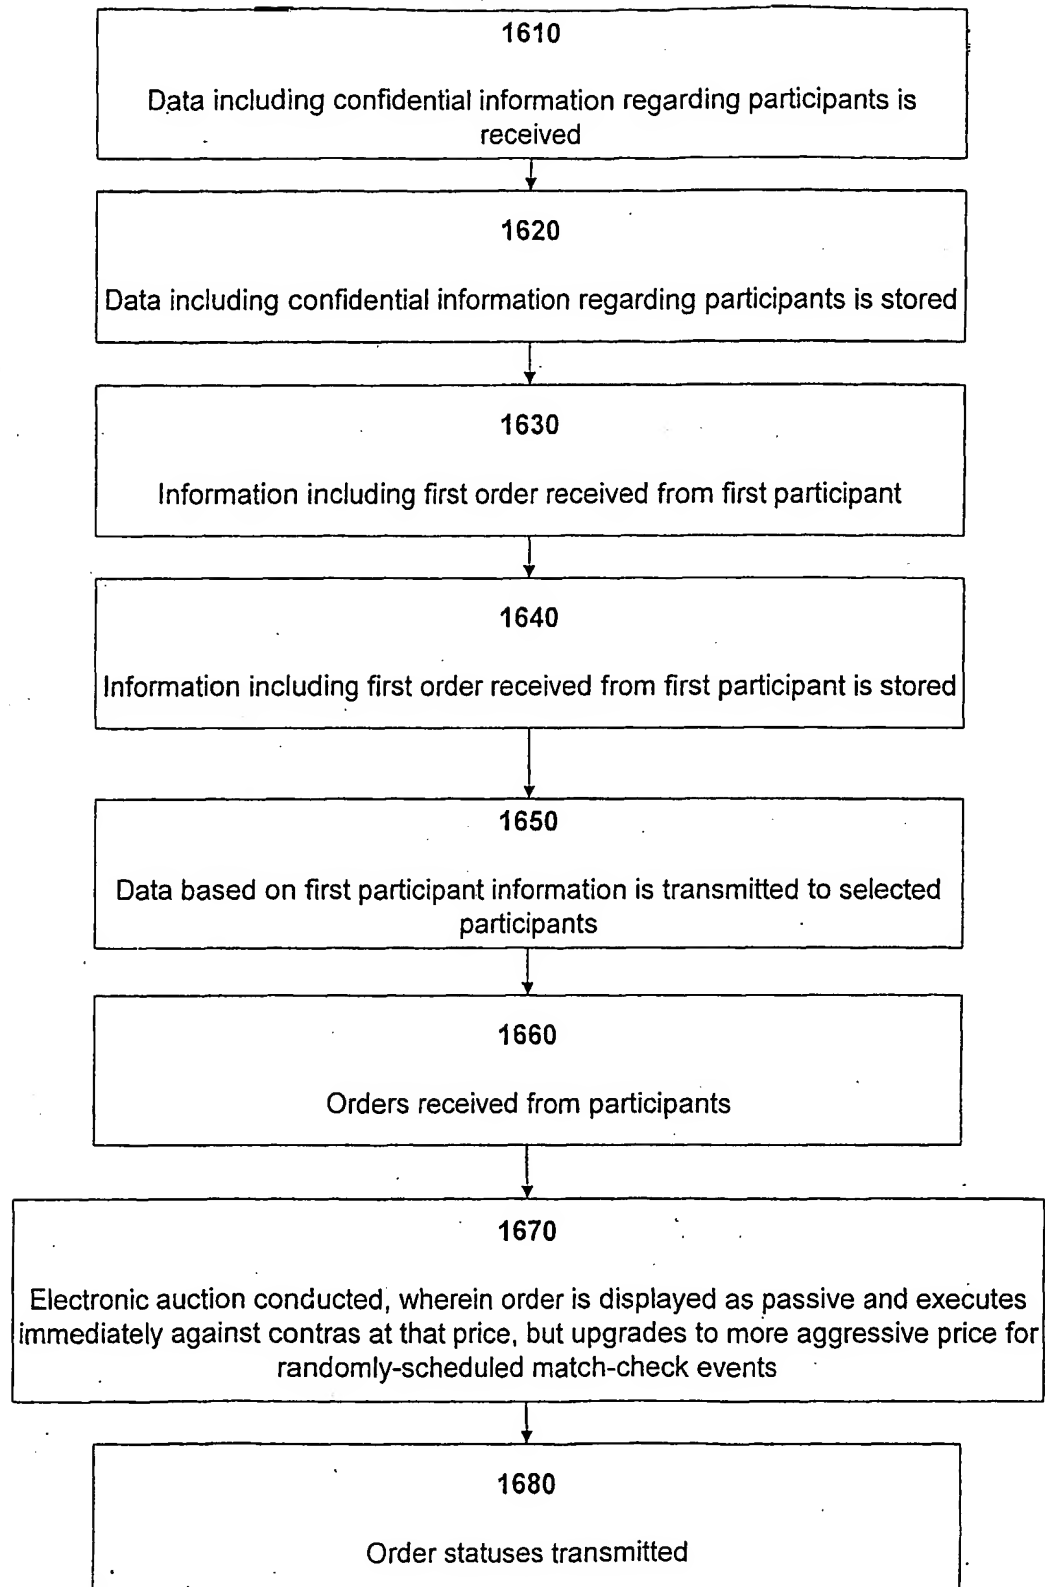 1610
Data including confidential information regarding participants is
received
1620
Data including confidential information regarding participants is stored
1630
Information including first order received from first participant
1640
Information including first order received from first participant is stored
1650
Data based on first participant information is transmitted to selected
participants
1660
Orders received from participants
1670
Electronic auction conducted, wherein order is displayed as passive and executes
immediately against contras at that price, but upgrades to more aggressive price for
randomly-scheduled match-check events
1680
Order statuses transmitted